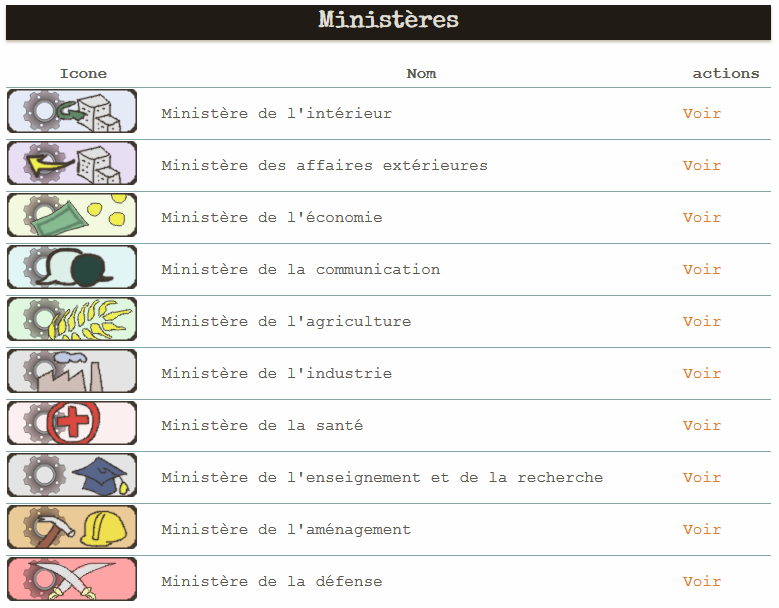 Ministères
Icone Nom actions
Ministère de l'intérieur Voir
Ministère des affaires extérieures Voir
Ministère de l'économie Voir
Ministère de la communication Voir
Ministère de l'agriculture Voir
Ministère de l'industrie Voir
Ministère de la santé Voir
Ministère de l'enseignement et de la recherche Voir
Ministère de l'aménagement Voir
Ministère de la défense Voir